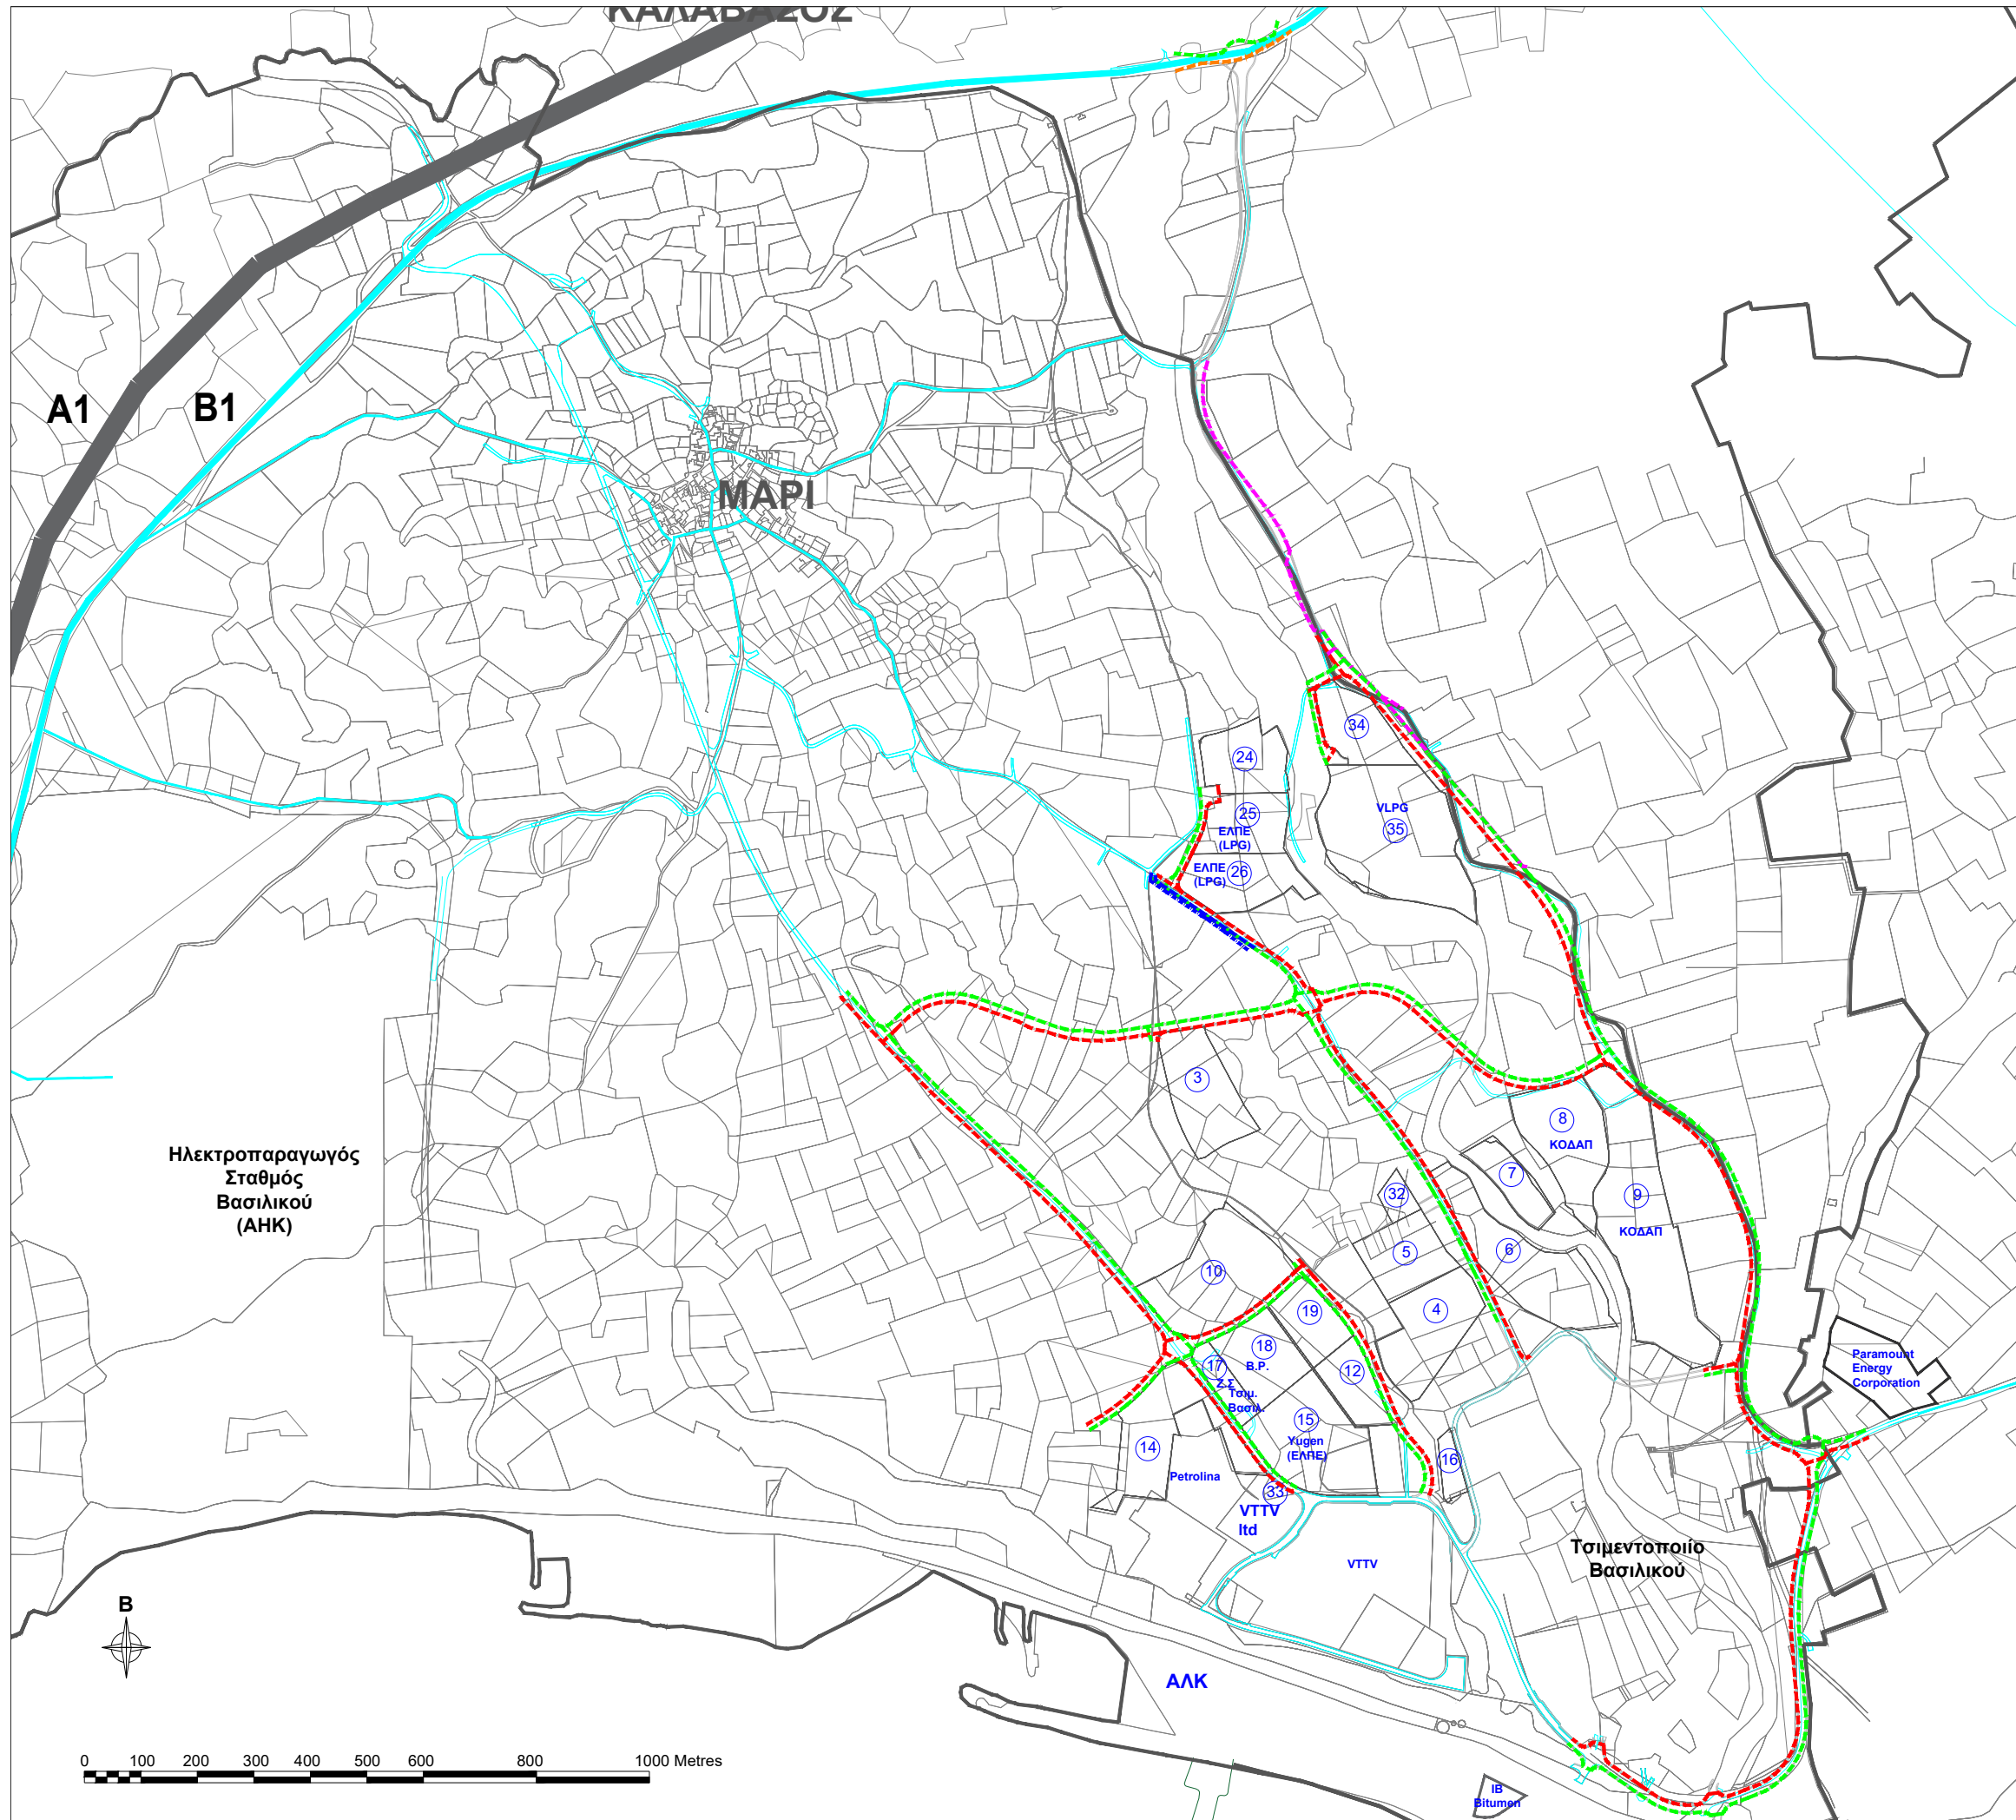 ΚΑΛΑΒΑΣΟΣ
A1
B1
ΜΑΡΙ
34
24
VLPG
35
25
ΕΛΠΕ
(LPG)
ΕΛΠΕ
(LPG)
26
3
8
ΚΟΔΑΠ
7
32
9
ΚΟΔΑΠ
Ηλεκτροπαραγωγός
Σταθμός
Βασιλικού
(ΑΗΚ)
5
6
10
4
19
18
B.P.
17
Ζ.Σ
Τσιμ.
Βασιλ.
12
Paramount
Energy
Corporation
15
Yugen
(ΕΛΠΕ)
14
Petrolina
16
33
VTTV
ltd
VTTV
Τσιμεντοποιίο
Βασιλικού
B
ΑΛΚ
0 100 200 300 400 500 600 800 1000 Metres
IB
Bitumen